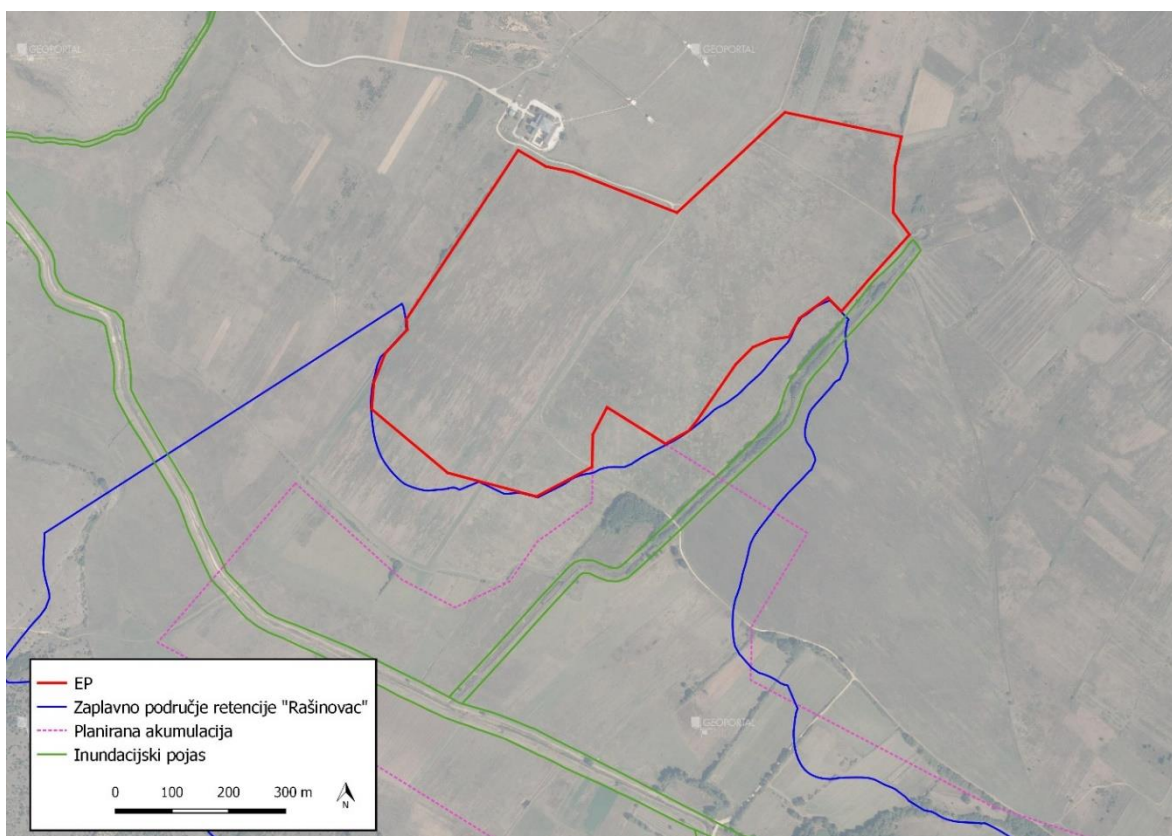 GEOPORTAL
GEOPORTAL
GEOPORTAL
EP
Zaplavno područje retencije "Rašinovac"
Planirana akumulacija
Inundacijski pojas
0 100 200 300 m
N